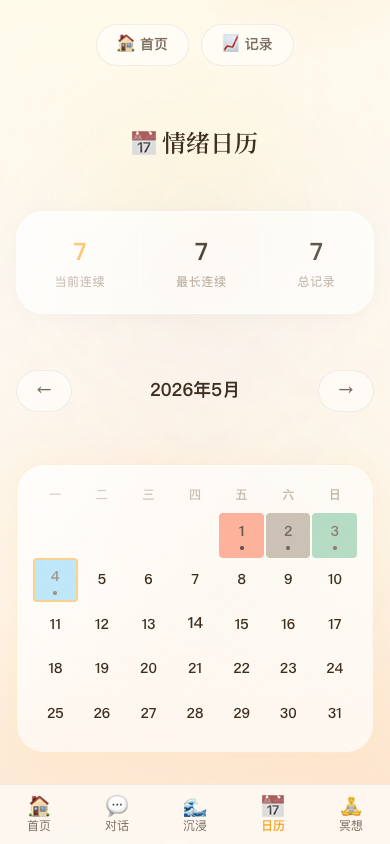 🏠 首页 📈 记录
📅 情绪日历
7 7 7
当前连续 最长连续 总记录
← 2026年5月 →
一 二 三 四 五 六 日
1 2 3
4 5 6 7 8 9 10
11 12 13 14 15 16 17
18 19 20 21 22 23 24
25 26 27 28 29 30 31
首页 对话 沉浸 日历 冥想